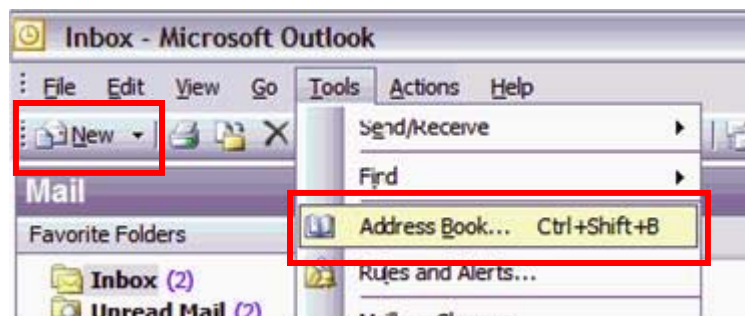 Inbox - Microsoft Outlook
File Edit View Go Tools Actions Help
New
Send/Receive
Mail
Find
Favorite Folders
Address Book... Ctrl+Shift+B
Inbox (2)
Rules and Alerts...
Unread Mail (2)